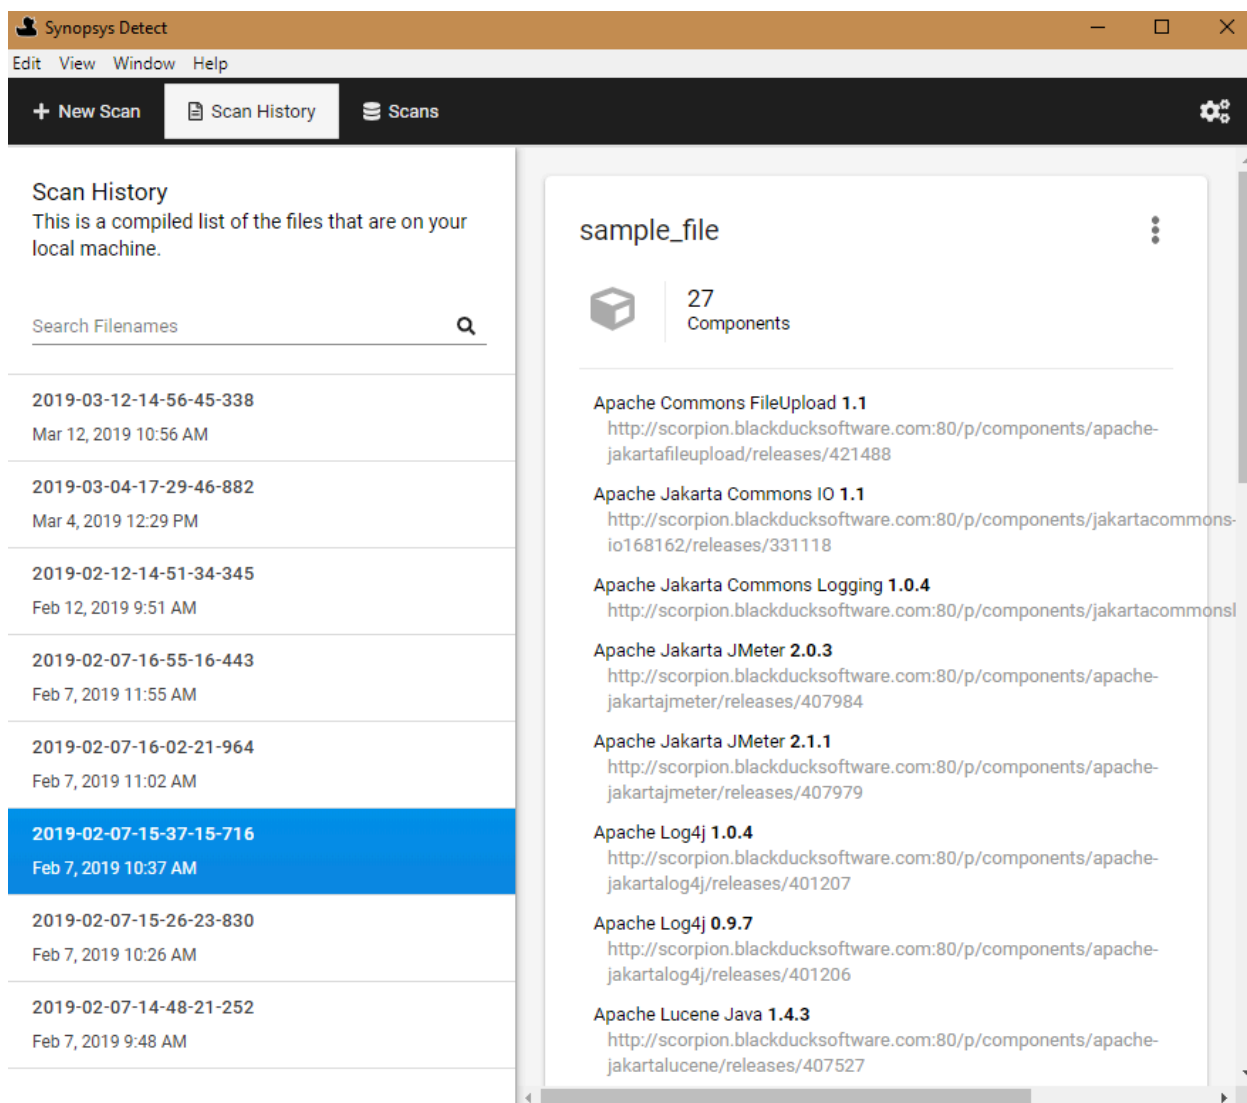 Synopsys Detect
Edit View Window Help
New Scan
Scan History
Scans
Scan History
This is a compiled list of the files that are on your
local machine.
Search Filenames
2019-03-12-14-56-45-338
Mar 12, 2019 10:56 AM
2019-03-04-17-29-46-882
Mar 4, 2019 12:29 PM
2019-02-12-14-51-34-345
Feb 12, 2019 9:51 AM
2019-02-07-16-55-16-443
Feb 7, 2019 11:55 AM
2019-02-07-16-02-21-964
Feb 7, 2019 11:02 AM
2019-02-07-15-37-15-716
Feb 7, 2019 10:37 AM
2019-02-07-15-26-23-830
Feb 7, 2019 10:26 AM
2019-02-07-14-48-21-252
Feb 7, 2019 9:48 AM
sample_file
27
Components
Apache Commons FileUpload 1.1
http://scorpion.blackducksoftware.com:80/p/components/apache-
jakartafileupload/releases/421488
Apache Jakarta Commons IO 1.1
http://scorpion.blackducksoftware.com:80/p/components/jakartacommons-
io168162/releases/331118
Apache Jakarta Commons Logging 1.0.4
http://scorpion.blackducksoftware.com:80/p/components/jakartacommonsl
Apache Jakarta JMeter 2.0.3
http://scorpion.blackducksoftware.com:80/p/components/apache-
jakartajmeter/releases/407984
Apache Jakarta JMeter 2.1.1
http://scorpion.blackducksoftware.com:80/p/components/apache-
jakartajmeter/releases/407979
Apache Log4j 1.0.4
http://scorpion.blackducksoftware.com:80/p/components/apache-
jakartalog4j/releases/401207
Apache Log4j 0.9.7
http://scorpion.blackducksoftware.com:80/p/components/apache-
jakartalog4j/releases/401206
Apache Lucene Java 1.4.3
http://scorpion.blackducksoftware.com:80/p/components/apache-
jakartalucene/releases/407527